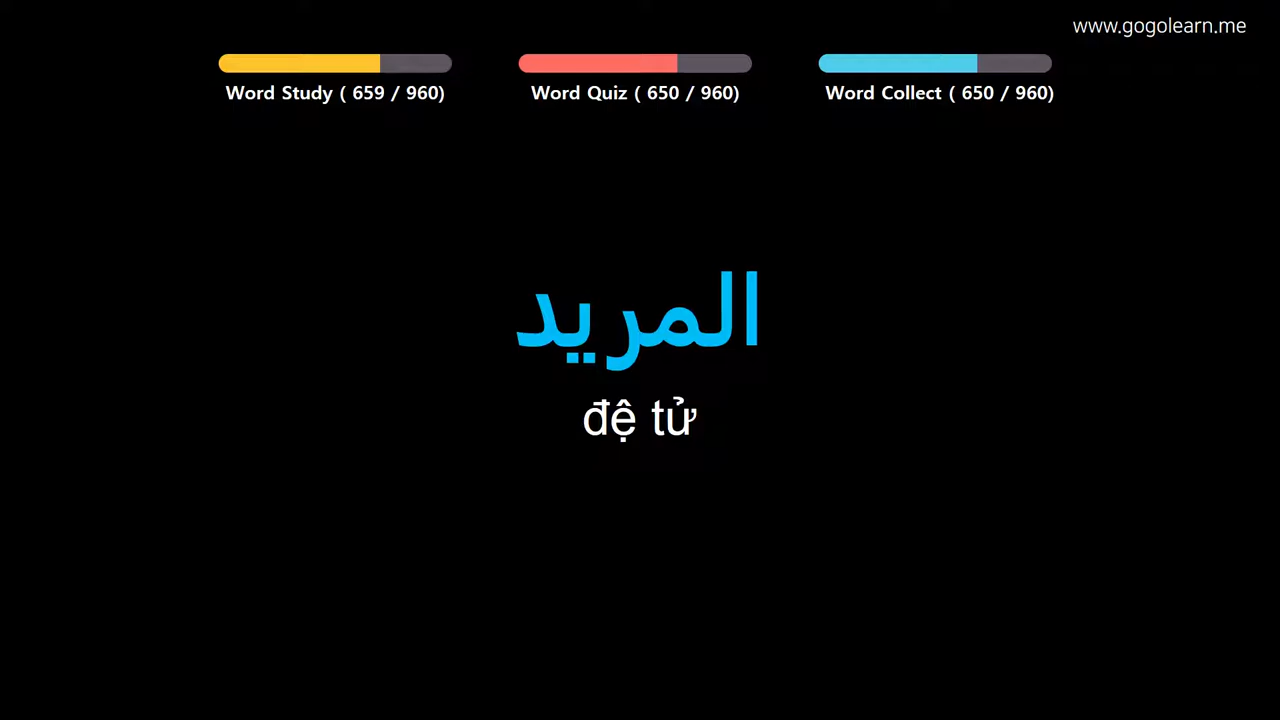 www.gogolearn.me
Word Study ( 659 / 960)
Word Quiz ( 650 / 960)
Word Collect ( 650 / 960)
المريد
đệ tử